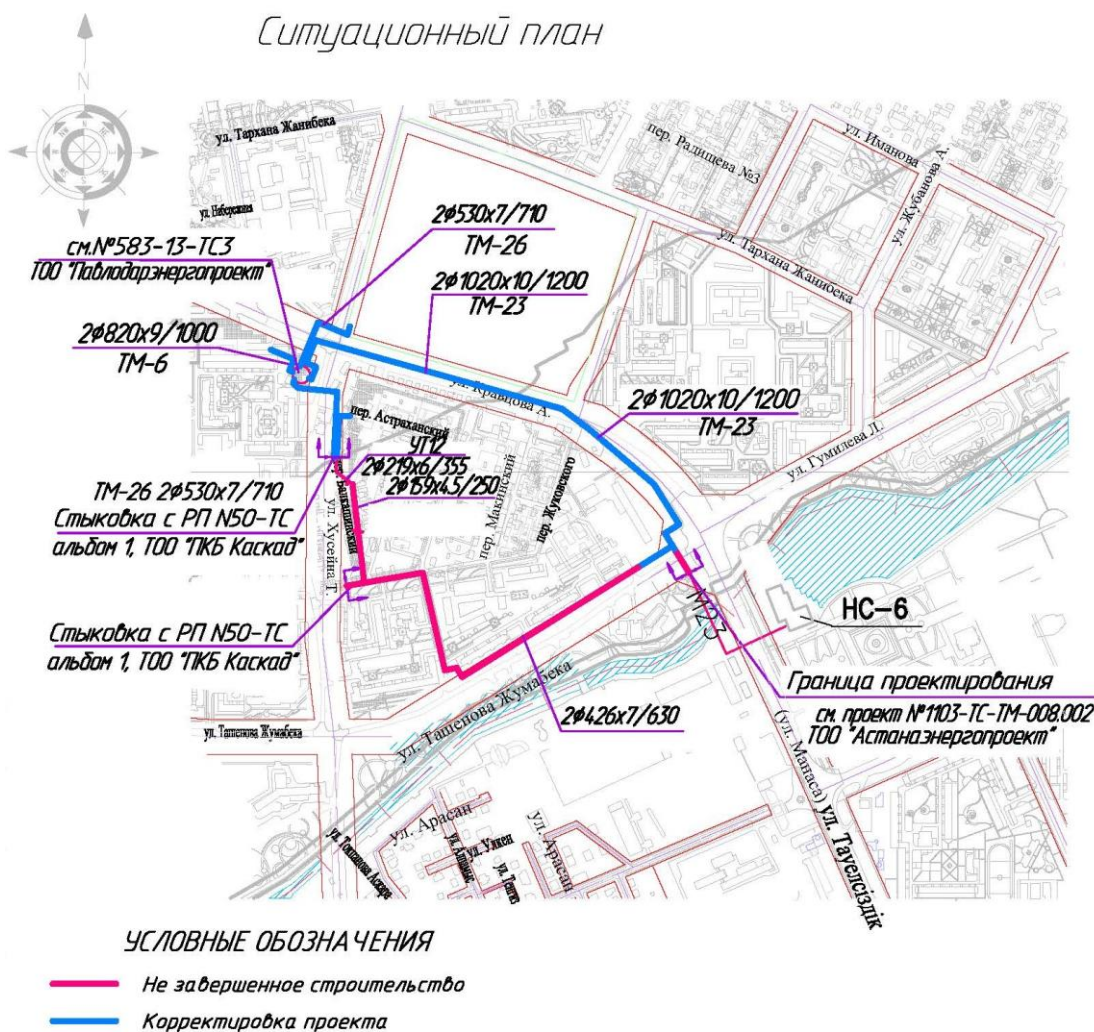 Ситуационный план
N
ул. Тархана Жанибека
ул. Набережная
пер. Радищева №3
ул. Иманова
ул. Жубанова А.
ул. Тархана Жанибека
см.№583-13-ТС3
ТОО "Павлодарэнергопроект"
2ф530х7/710
ТМ-26
2ф1020х10/1200
ТМ-23
2ф820х9/1000
ТМ-6
ул. Кравцова А.
2ф1020х10/1200
ТМ-23
пер. Астраханский
УТ12
2ф219х6/355
2ф159х4.5/250
ул. Гумилева Л.
пер. Балкашинский
ул. Хусейна Т.
пер. Макинский
пер. Жуковского
ТМ-26 2ф530х7/710
Стыковка с РП N50-ТС
альбом 1, ТОО "ПКБ Каскад"
ТМ23
НС-6
Стыковка с РП N50-ТС
альбом 1, ТОО "ПКБ Каскад"
Граница проектирования
см. проект №1103-ТС-ТМ-008.002
ТОО "Астанаэнергопроект"
2ф426х7/630
ул. Ташенова Жумабека
ул. Ташенова Жумабека
(ул. Манаса) ул. Тауелсіздік
ул. Арасан
ул. Улкен
ул. Арасан
УСЛОВНЫЕ ОБОЗНАЧЕНИЯ
Не завершенное строительство
Корректировка проекта